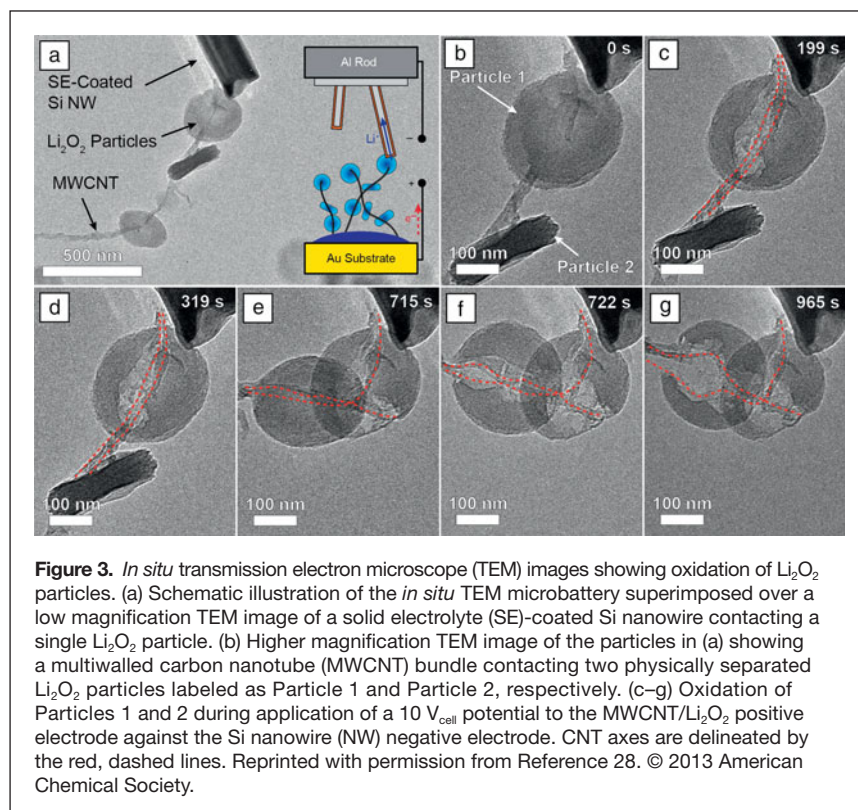 a
SE-Coated
Si NW
Li₂O₂ Particles
MWCNT
500 nm
Al Rod
Li⁺
−
+
e⁻
Au Substrate
b
0 s
Particle 1
Particle 2
100 nm
c
199 s
100 nm
d
319 s
100 nm
e
715 s
100 nm
f
722 s
100 nm
g
965 s
100 nm
Figure 3. In situ transmission electron microscope (TEM) images showing oxidation of Li₂O₂
particles. (a) Schematic illustration of the in situ TEM microbattery superimposed over a
low magnification TEM image of a solid electrolyte (SE)-coated Si nanowire contacting a
single Li₂O₂ particle. (b) Higher magnification TEM image of the particles in (a) showing
a multiwalled carbon nanotube (MWCNT) bundle contacting two physically separated
Li₂O₂ particles labeled as Particle 1 and Particle 2, respectively. (c–g) Oxidation of
Particles 1 and 2 during application of a 10 V_cell potential to the MWCNT/Li₂O₂ positive
electrode against the Si nanowire (NW) negative electrode. CNT axes are delineated by
the red, dashed lines. Reprinted with permission from Reference 28. © 2013 American
Chemical Society.